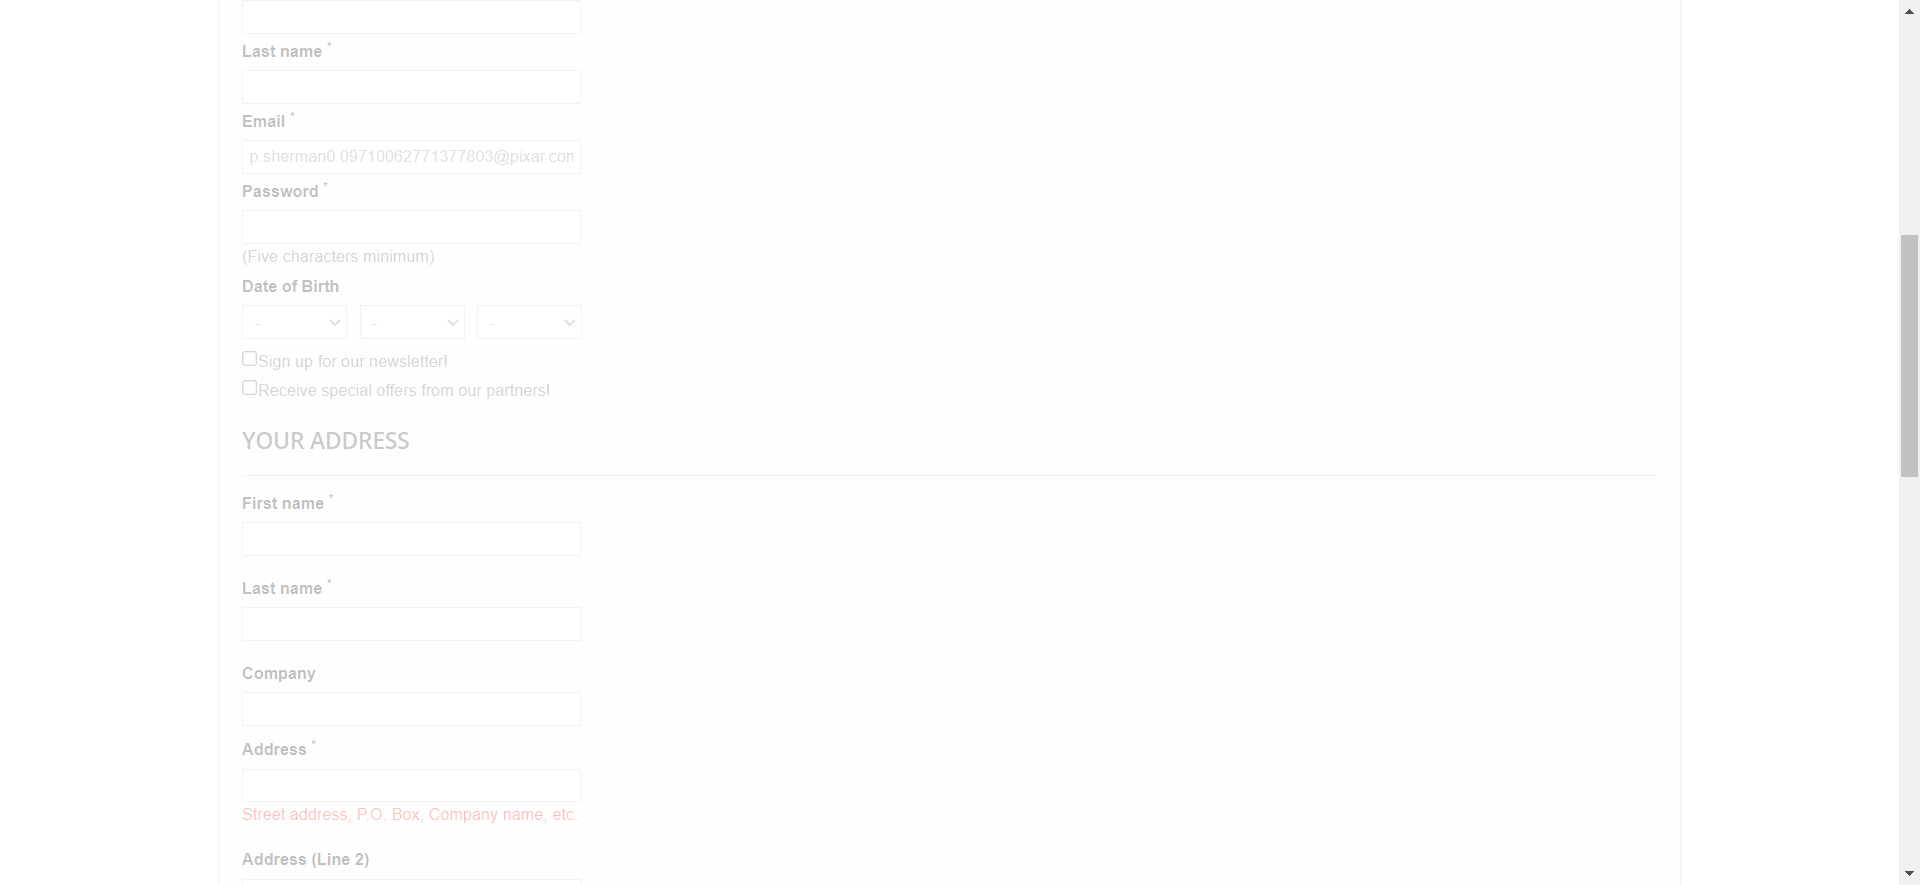 Last name *
Email *
p.sherman0.09710062771377803@pixar.con
Password *
(Five characters minimum)
Date of Birth
- - -
Sign up for our newsletter!
Receive special offers from our partners!
YOUR ADDRESS
First name *
Last name *
Company
Address *
Street address, P.O. Box, Company name, etc.
Address (Line 2)